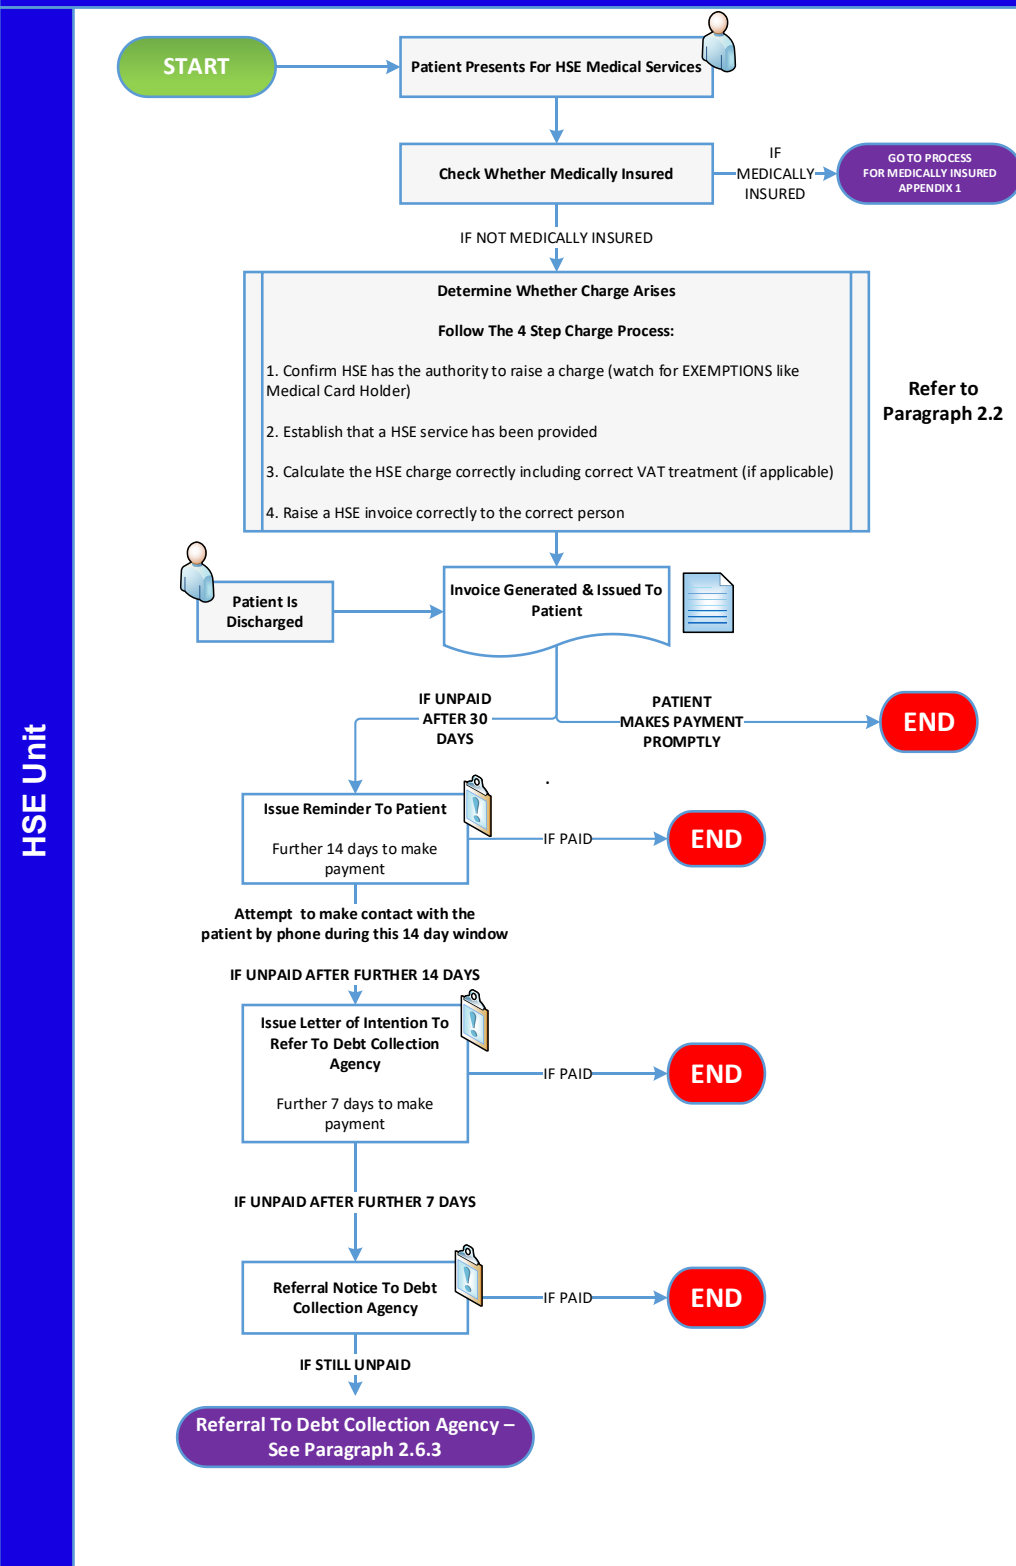 HSE Unit
START
Patient Presents For HSE Medical Services
Check Whether Medically Insured
IF
MEDICALLY
INSURED
GO TO PROCESS
FOR MEDICALLY INSURED
APPENDIX 1
IF NOT MEDICALLY INSURED
Determine Whether Charge Arises
Follow The 4 Step Charge Process:
1. Confirm HSE has the authority to raise a charge (watch for EXEMPTIONS like
Medical Card Holder)
2. Establish that a HSE service has been provided
3. Calculate the HSE charge correctly including correct VAT treatment (if applicable)
4. Raise a HSE invoice correctly to the correct person
Refer to
Paragraph 2.2
Patient Is
Discharged
Invoice Generated & Issued To
Patient
IF UNPAID
AFTER 30
DAYS
PATIENT
MAKES PAYMENT
PROMPTLY
END
.
Issue Reminder To Patient
Further 14 days to make
payment
IF PAID
END
Attempt  to make contact with the
patient by phone during this 14 day window
IF UNPAID AFTER FURTHER 14 DAYS
Issue Letter of Intention To
Refer To Debt Collection
Agency
Further 7 days to make
payment
IF PAID
END
IF UNPAID AFTER FURTHER 7 DAYS
Referral Notice To Debt
Collection Agency
IF PAID
END
IF STILL UNPAID
Referral To Debt Collection Agency –
See Paragraph 2.6.3